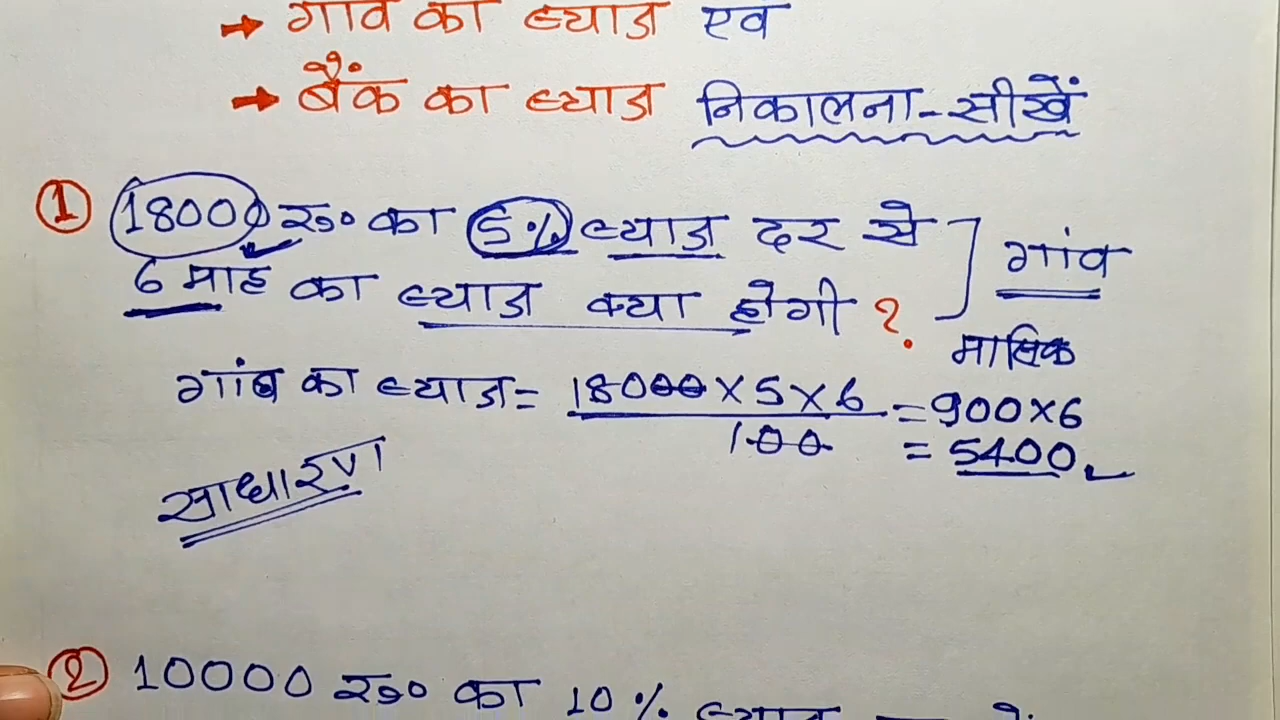 → गांव का ब्याज एवं
→ बैंक का ब्याज निकालना-सीखें
① 18000 रु० का 5% ब्याज दर से
6 माह का ब्याज क्या होगी ?
गांव
मासिक
गांव का ब्याज = 18000 × 5 × 6 / 100 = 900 × 6
= 5400
साधारण
② 10000 रु० का 10% ब्याज